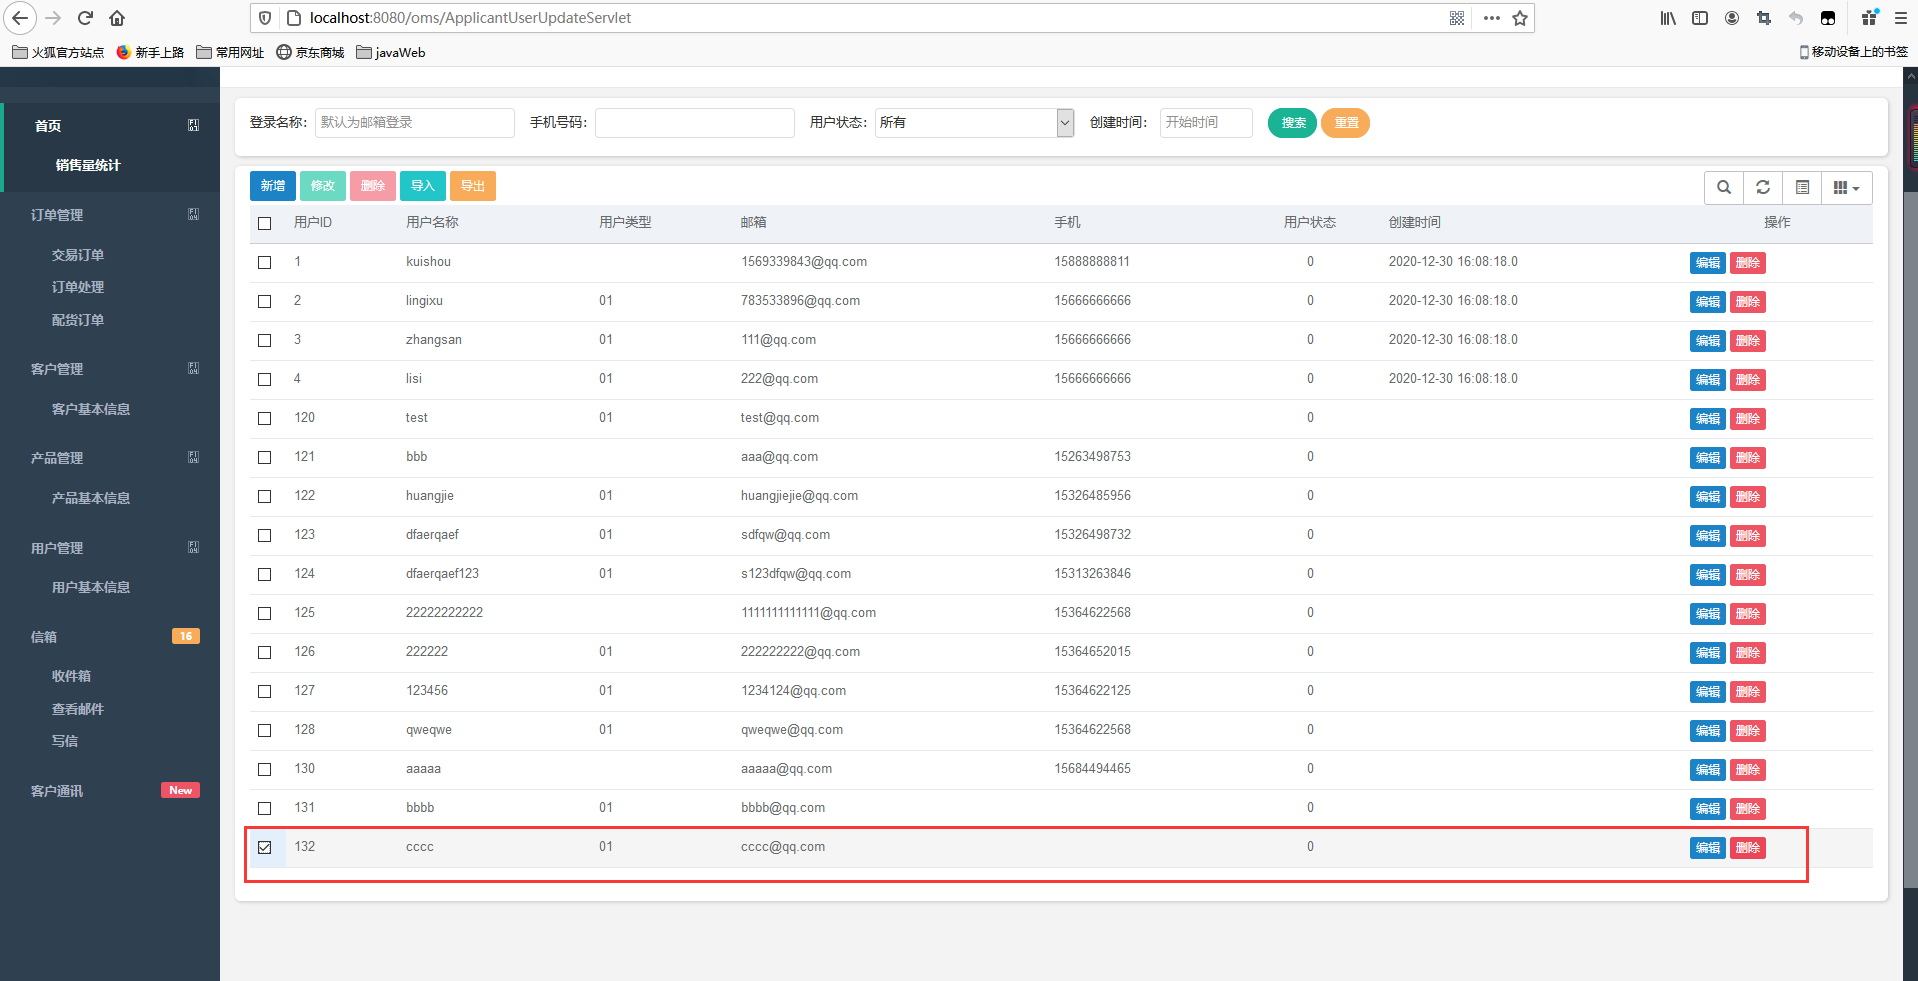 localhost:8080/oms/ApplicantUserUpdateServlet
火狐官方站点 新手上路 常用网址 京东商城 javaWeb 移动设备上的书签
首页
销售量统计
订单管理
交易订单
订单处理
配货订单
客户管理
客户基本信息
产品管理
产品基本信息
用户管理
用户基本信息
信箱 16
收件箱
查看邮件
写信
客户通讯 New
登录名称： 默认为邮箱登录 手机号码： 用户状态： 所有 创建时间： 开始时间 搜索 重置
新增 修改 删除 导入 导出
用户ID 用户名称 用户类型 邮箱 手机 用户状态 创建时间 操作
1 kuishou 1569339843@qq.com 15888888811 0 2020-12-30 16:08:18.0 编辑 删除
2 lingixu 01 783533896@qq.com 15666666666 0 2020-12-30 16:08:18.0 编辑 删除
3 zhangsan 01 111@qq.com 15666666666 0 2020-12-30 16:08:18.0 编辑 删除
4 lisi 01 222@qq.com 15666666666 0 2020-12-30 16:08:18.0 编辑 删除
120 test 01 test@qq.com 0 编辑 删除
121 bbb aaa@qq.com 15263498753 0 编辑 删除
122 huangjie 01 huangjiejie@qq.com 15326485956 0 编辑 删除
123 dfaerqaef 01 sdfqw@qq.com 15326498732 0 编辑 删除
124 dfaerqaef123 01 s123dfqw@qq.com 15313263846 0 编辑 删除
125 22222222222 1111111111111@qq.com 15364622568 0 编辑 删除
126 222222 01 222222222@qq.com 15364652015 0 编辑 删除
127 123456 01 1234124@qq.com 15364622125 0 编辑 删除
128 qweqwe 01 qweqwe@qq.com 15364622568 0 编辑 删除
130 aaaaa aaaaa@qq.com 15684494465 0 编辑 删除
131 bbbb 01 bbbb@qq.com 0 编辑 删除
132 cccc 01 cccc@qq.com 0 编辑 删除